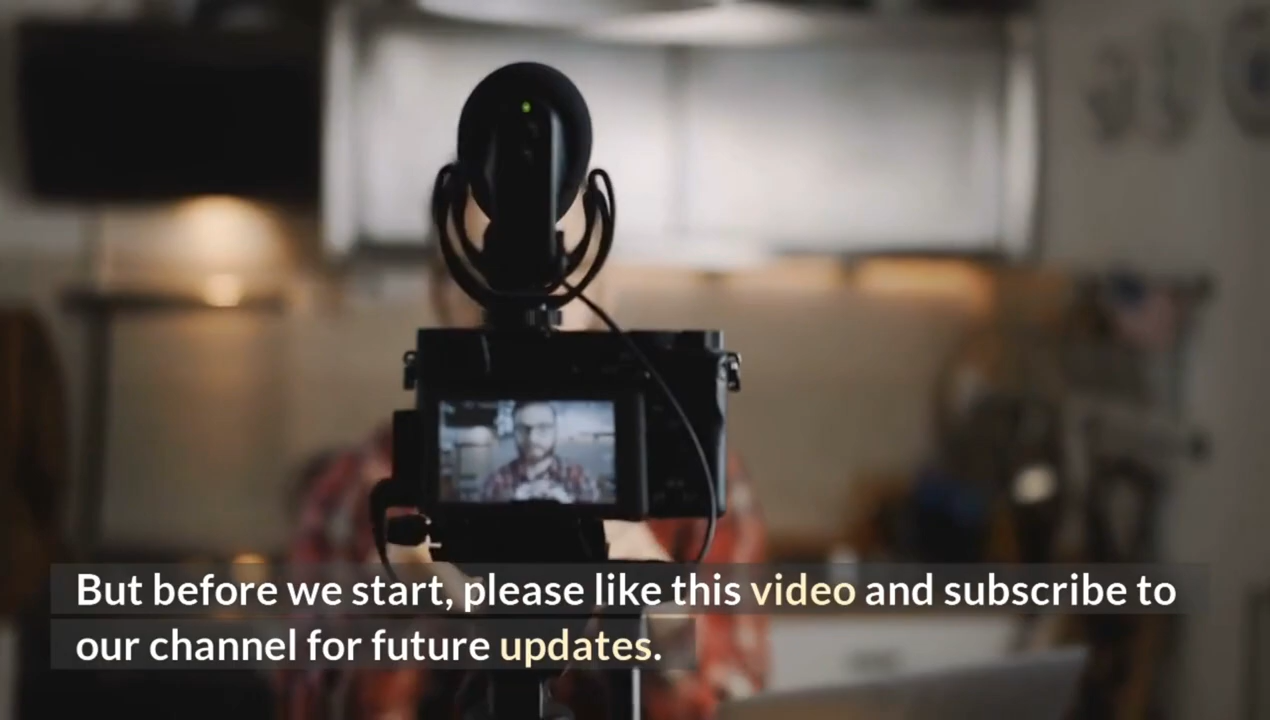 But before we start, please like this video and subscribe to
our channel for future updates.